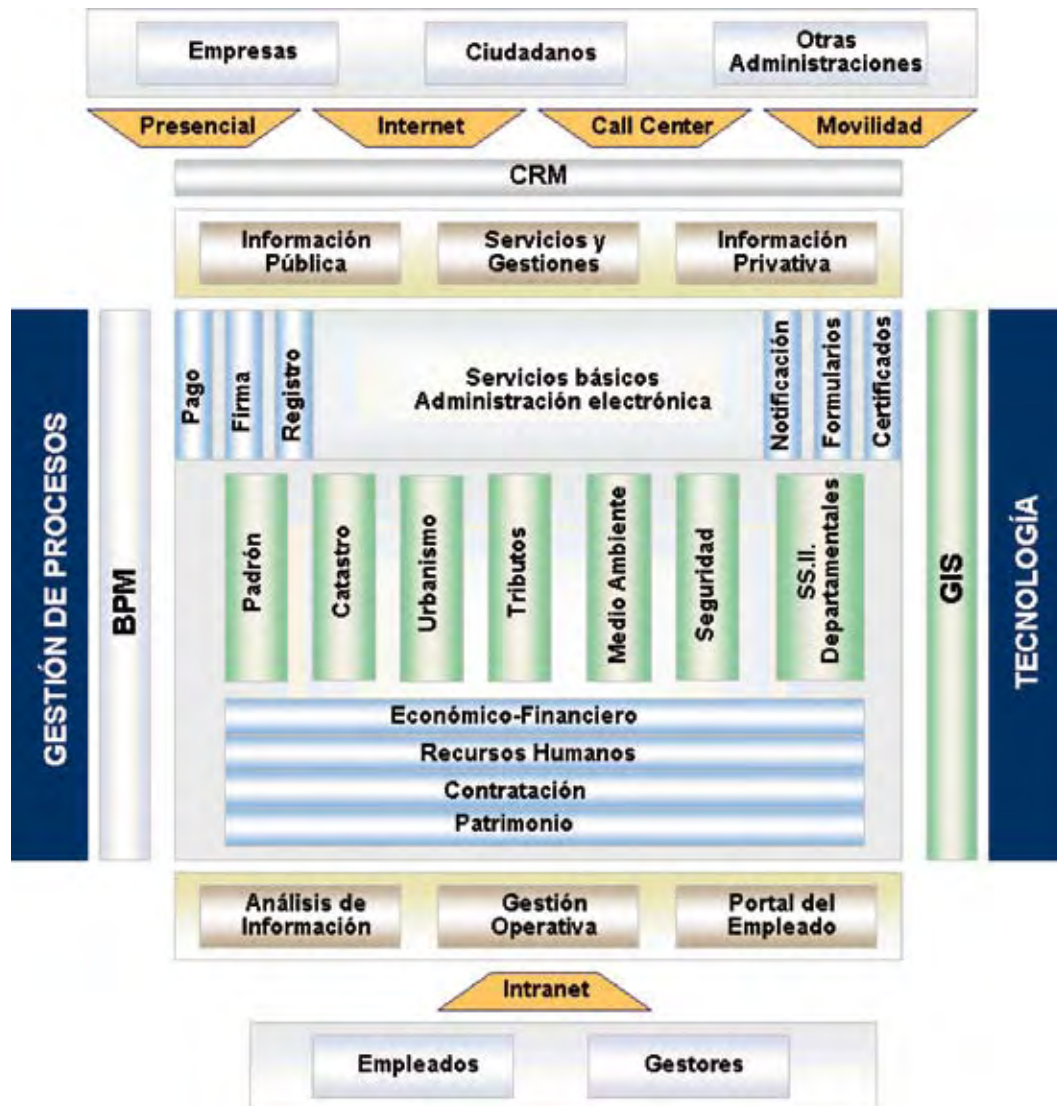 Empresas
Ciudadanos
Otras
Administraciones
Presencial
Internet
Call Center
Movilidad
CRM
Información
Pública
Servicios y
Gestiones
Información
Privativa
GESTIÓN DE PROCESOS
BPM
Pago
Firma
Registro
Servicios básicos
Administración electrónica
Notificación
Formularios
Certificados
Padrón
Catastro
Urbanismo
Tributos
Medio Ambiente
Seguridad
SS.II.
Departamentales
GIS
TECNOLOGÍA
Económico-Financiero
Recursos Humanos
Contratación
Patrimonio
Análisis de
Información
Gestión
Operativa
Portal del
Empleado
Intranet
Empleados
Gestores